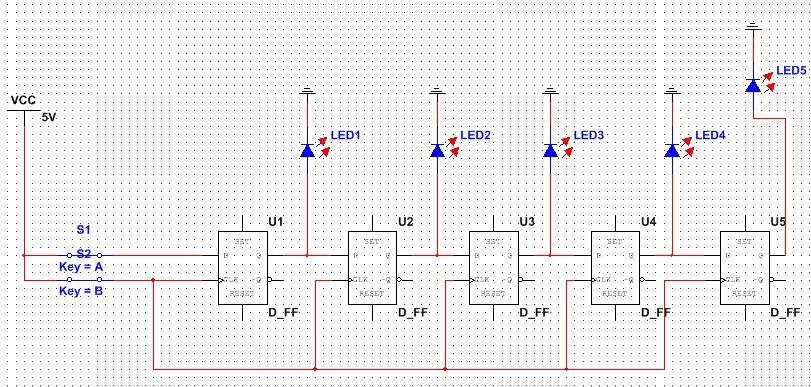 LED5
VCC
5V
LED1
LED2
LED3
LED4
S1
S2
Key = A
Key = B
U1
SET
D Q
CLK ~Q
RESET
D_FF
U2
SET
D Q
CLK ~Q
RESET
D_FF
U3
SET
D Q
CLK ~Q
RESET
D_FF
U4
SET
D Q
CLK ~Q
RESET
D_FF
U5
SET
D Q
CLK ~Q
RESET
D_FF